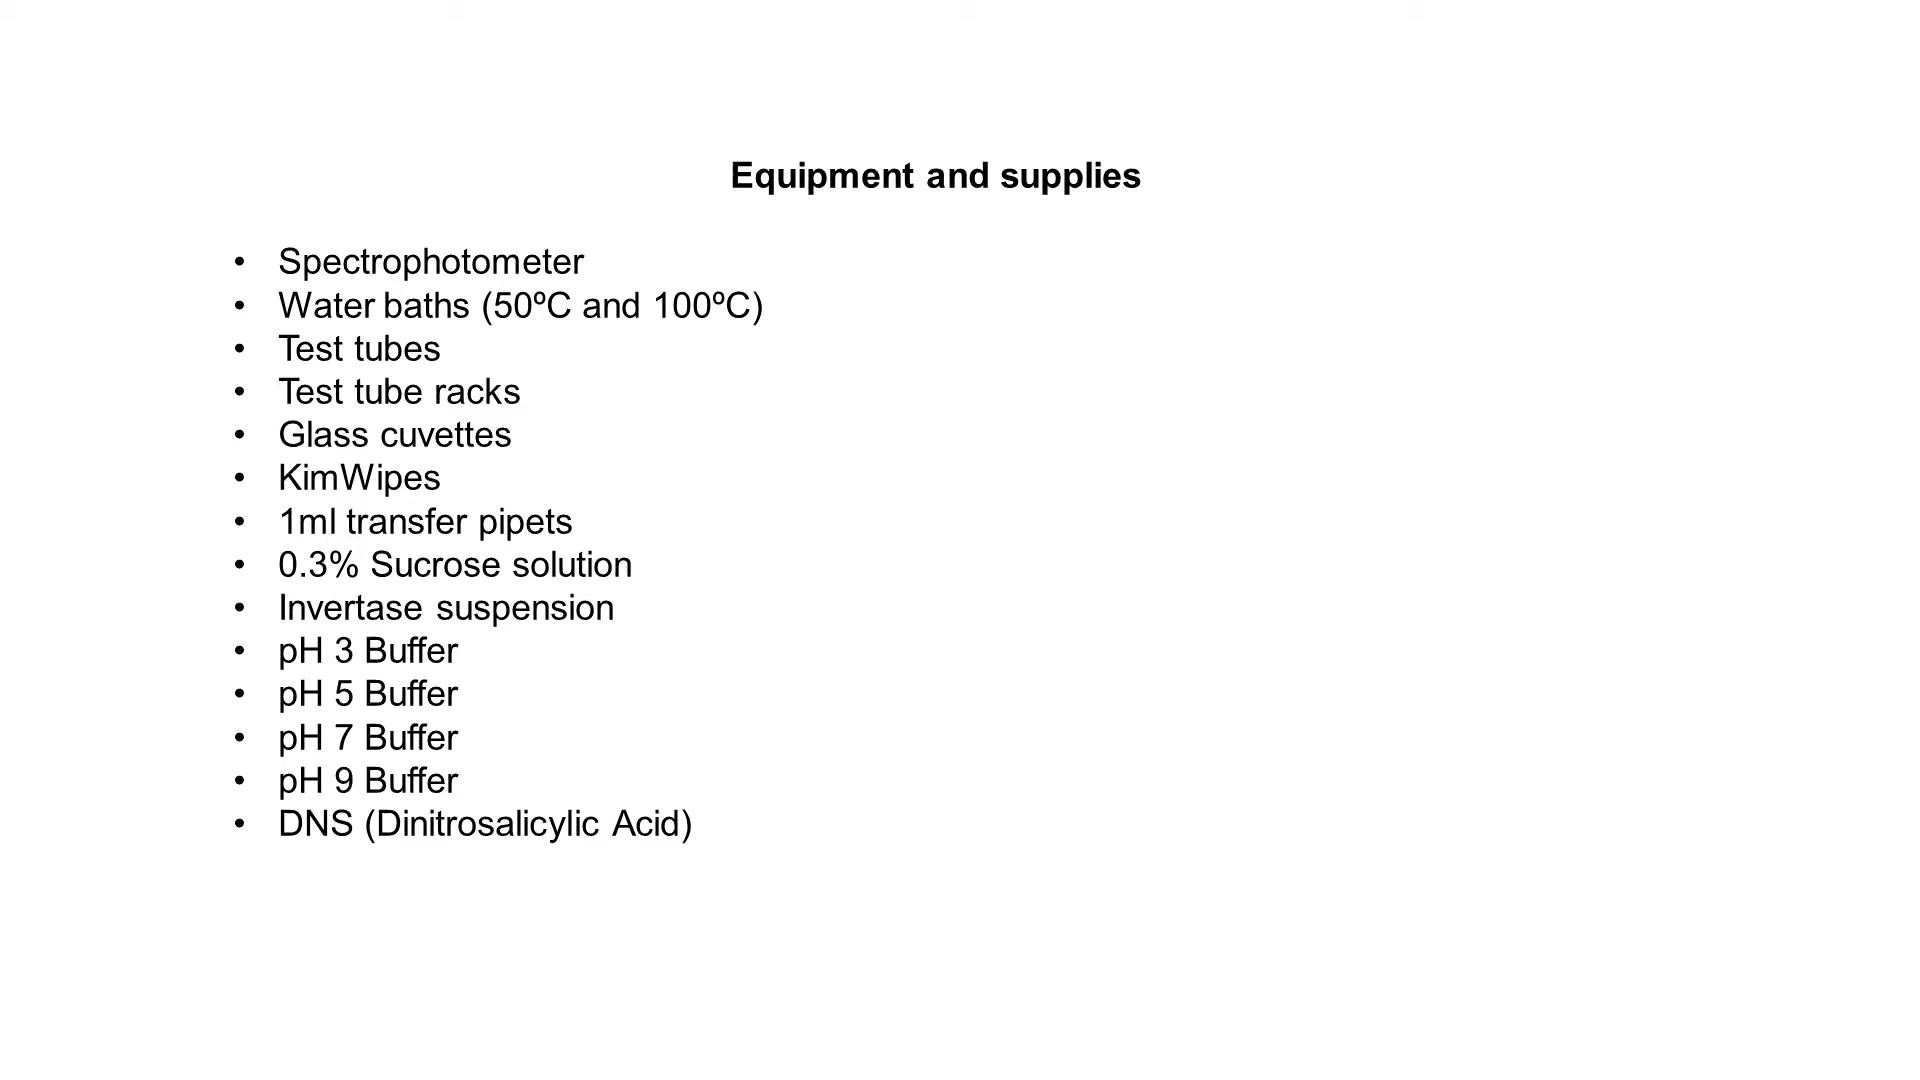 Equipment and supplies
• Spectrophotometer
• Water baths (50ºC and 100ºC)
• Test tubes
• Test tube racks
• Glass cuvettes
• KimWipes
• 1ml transfer pipets
• 0.3% Sucrose solution
• Invertase suspension
• pH 3 Buffer
• pH 5 Buffer
• pH 7 Buffer
• pH 9 Buffer
• DNS (Dinitrosalicylic Acid)